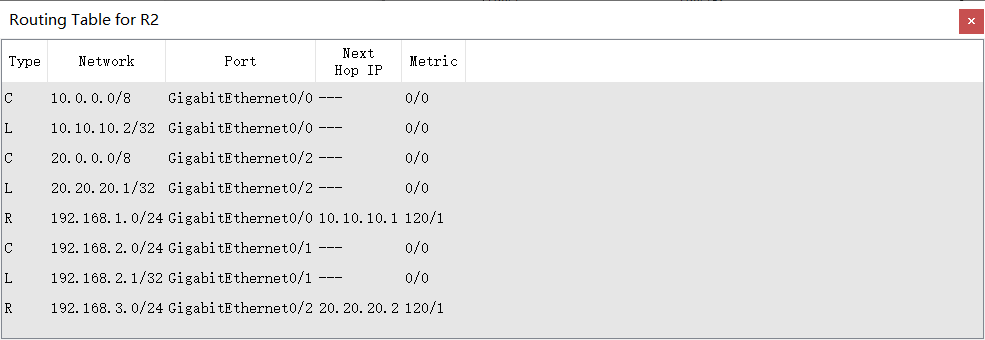 Routing Table for R2
Type Network Port Next Hop IP Metric
C 10.0.0.0/8 GigabitEthernet0/0 --- 0/0
L 10.10.10.2/32 GigabitEthernet0/0 --- 0/0
C 20.0.0.0/8 GigabitEthernet0/2 --- 0/0
L 20.20.20.1/32 GigabitEthernet0/2 --- 0/0
R 192.168.1.0/24 GigabitEthernet0/0 10.10.10.1 120/1
C 192.168.2.0/24 GigabitEthernet0/1 --- 0/0
L 192.168.2.1/32 GigabitEthernet0/1 --- 0/0
R 192.168.3.0/24 GigabitEthernet0/2 20.20.20.2 120/1